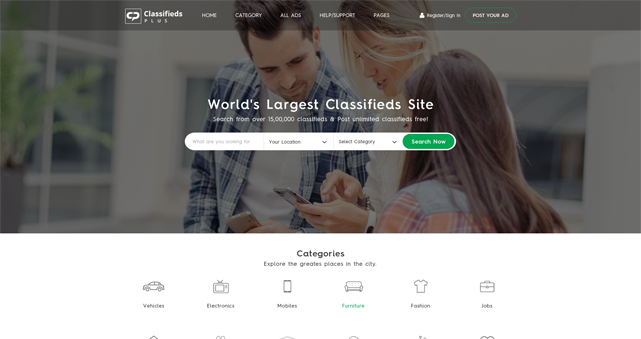 Classifieds
PLUS
HOME CATEGORY ALL ADS HELP/SUPPORT PAGES Register/Sign In POST YOUR AD
World's Largest Classifieds Site
Search from over 15,00,000 classifieds & Post unlimited classifieds free!
What are you looking for Your Location Select Category Search Now
Categories
Explore the greates places in the city.
Vehicles Electronics Mobiles Furniture Fashion Jobs